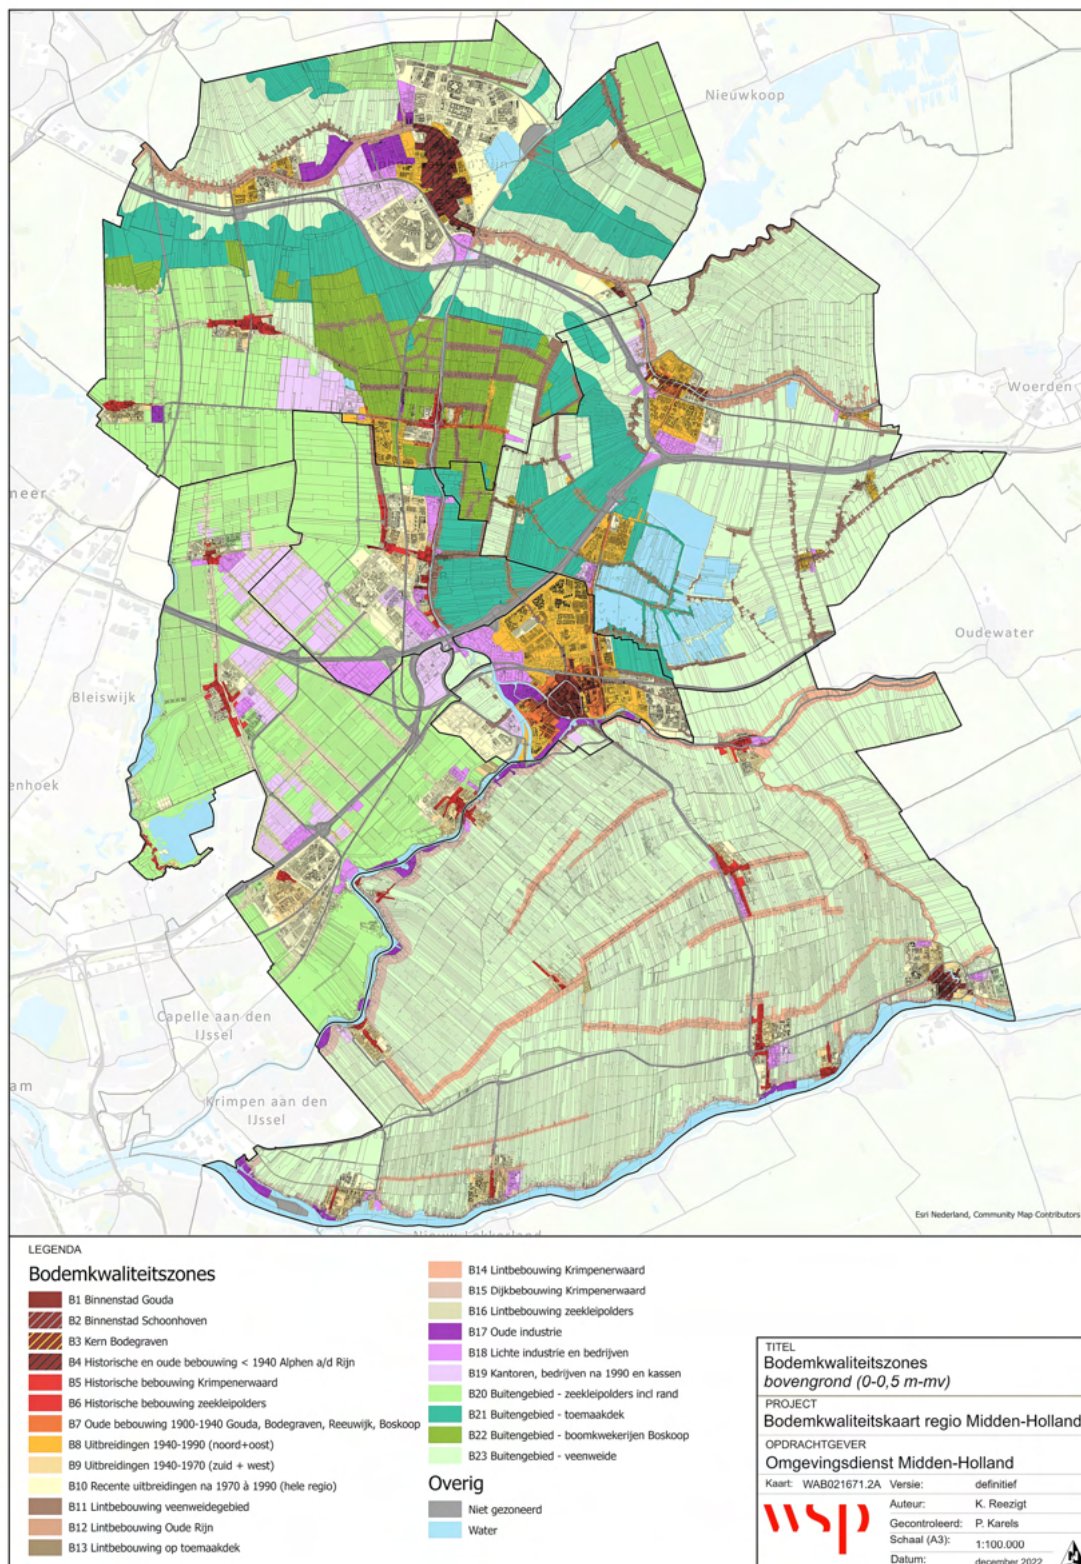 Nieuwkoop
Woerden
meer
Oudewater
Bleiswijk
enhoek
Capelle aan den
IJssel
am
Krimpen aan den
IJssel
Esri Nederland, Community Map Contributors
LEGENDA
Bodemkwaliteitszones
B1 Binnenstad Gouda
B2 Binnenstad Schoonhoven
B3 Kern Bodegraven
B4 Historische en oude bebouwing < 1940 Alphen a/d Rijn
B5 Historische bebouwing Krimpenerwaard
B6 Historische bebouwing zeekleipolders
B7 Oude bebouwing 1900-1940 Gouda, Bodegraven, Reeuwijk, Boskoop
B8 Uitbreidingen 1940-1990 (noord+oost)
B9 Uitbreidingen 1940-1970 (zuid + west)
B10 Recente uitbreidingen na 1970 à 1990 (hele regio)
B11 Lintbebouwing veenweidegebied
B12 Lintbebouwing Oude Rijn
B13 Lintbebouwing op toemaakdek
B14 Lintbebouwing Krimpenerwaard
B15 Dijkbebouwing Krimpenerwaard
B16 Lintbebouwing zeekleipolders
B17 Oude industrie
B18 Lichte industrie en bedrijven
B19 Kantoren, bedrijven na 1990 en kassen
B20 Buitengebied - zeekleipolders incl rand
B21 Buitengebied - toemaakdek
B22 Buitengebied - boomkwekerijen Boskoop
B23 Buitengebied - veenweide
Overig
Niet gezoneerd
Water
TITEL
Bodemkwaliteitszones
bovengrond (0-0,5 m-mv)
PROJECT
Bodemkwaliteitskaart regio Midden-Holland
OPDRACHTGEVER
Omgevingsdienst Midden-Holland
Kaart: WAB021671.2A Versie: definitief
Auteur: K. Reezigt
Gecontroleerd: P. Karels
Schaal (A3): 1:100.000
Datum: december 2022
wsp